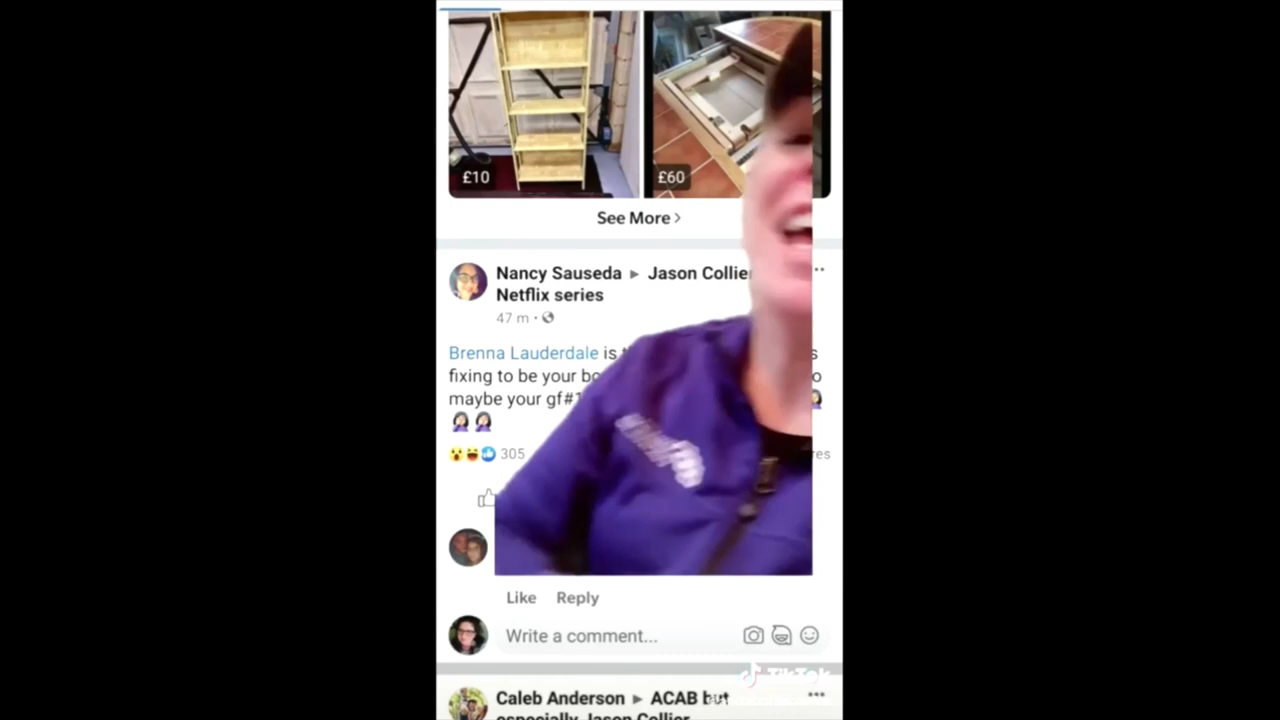 £10
£60
See More >
Nancy Sauseda ▸ Jason Collier
Netflix series
47 m
Brenna Lauderdale is
fixing to be your
maybe your gf#1
305
Like Reply
Write a comment...
TikTok
Caleb Anderson ▸ ACAB but
especially Jason Collier